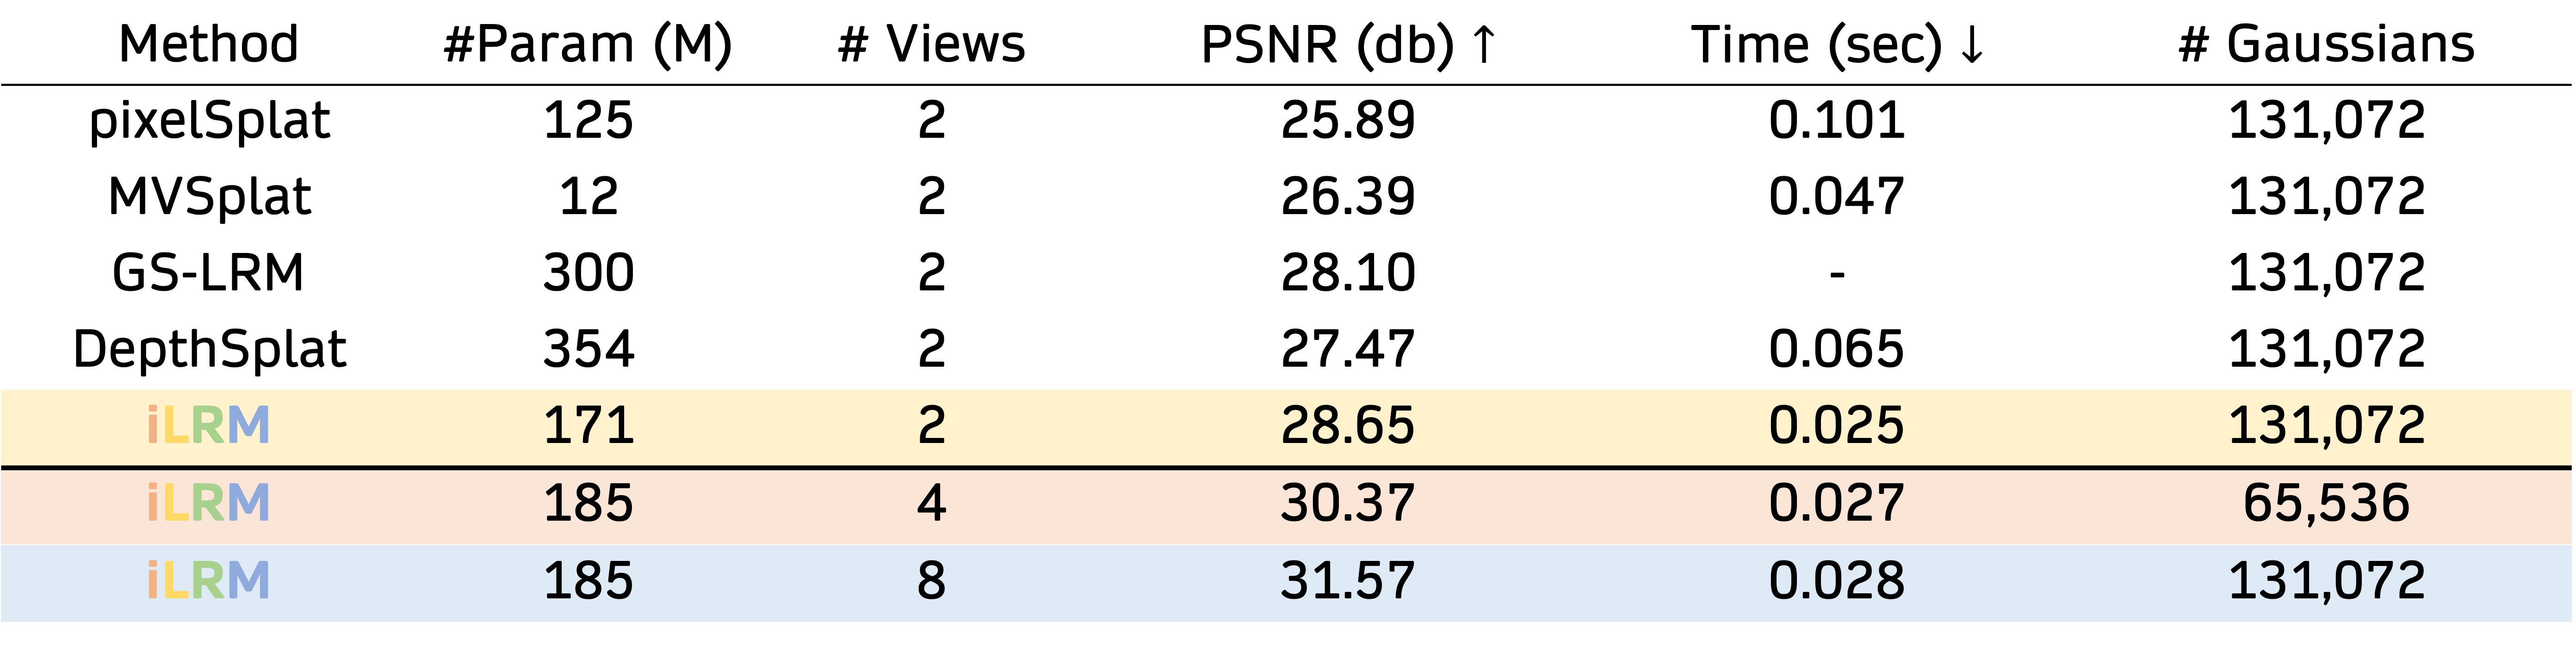 Method #Param (M) # Views PSNR (db) ↑ Time (sec) ↓ # Gaussians
pixelSplat 125 2 25.89 0.101 131,072
MVSplat 12 2 26.39 0.047 131,072
GS-LRM 300 2 28.10 - 131,072
DepthSplat 354 2 27.47 0.065 131,072
iLRM 171 2 28.65 0.025 131,072
iLRM 185 4 30.37 0.027 65,536
iLRM 185 8 31.57 0.028 131,072